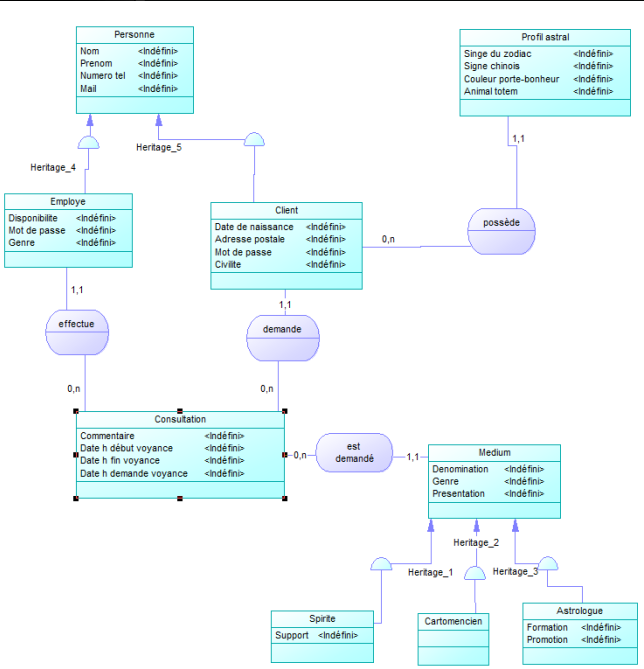 Personne
Nom <Indéfini>
Prenom <Indéfini>
Numero tel <Indéfini>
Mail <Indéfini>
Profil astral
Singe du zodiac <Indéfini>
Signe chinois <Indéfini>
Couleur porte-bonheur <Indéfini>
Animal totem <Indéfini>
1,1
Heritage_5
Heritage_4
Employe
Disponibilite <Indéfini>
Mot de passe <Indéfini>
Genre <Indéfini>
Client
Date de naissance <Indéfini>
Adresse postale <Indéfini>
Mot de passe <Indéfini>
Civilite <Indéfini>
possède
0,n
1,1
1,1
effectue
demande
0,n
0,n
Consultation
Commentaire <Indéfini>
Date h début voyance <Indéfini>
Date h fin voyance <Indéfini>
Date h demande voyance <Indéfini>
0,n
est
demandé
1,1
Medium
Denomination <Indéfini>
Genre <Indéfini>
Presentation <Indéfini>
Heritage_2
Heritage_1
Heritage_3
Spirite
Support <Indéfini>
Cartomencien
Astrologue
Formation <Indéfini>
Promotion <Indéfini>